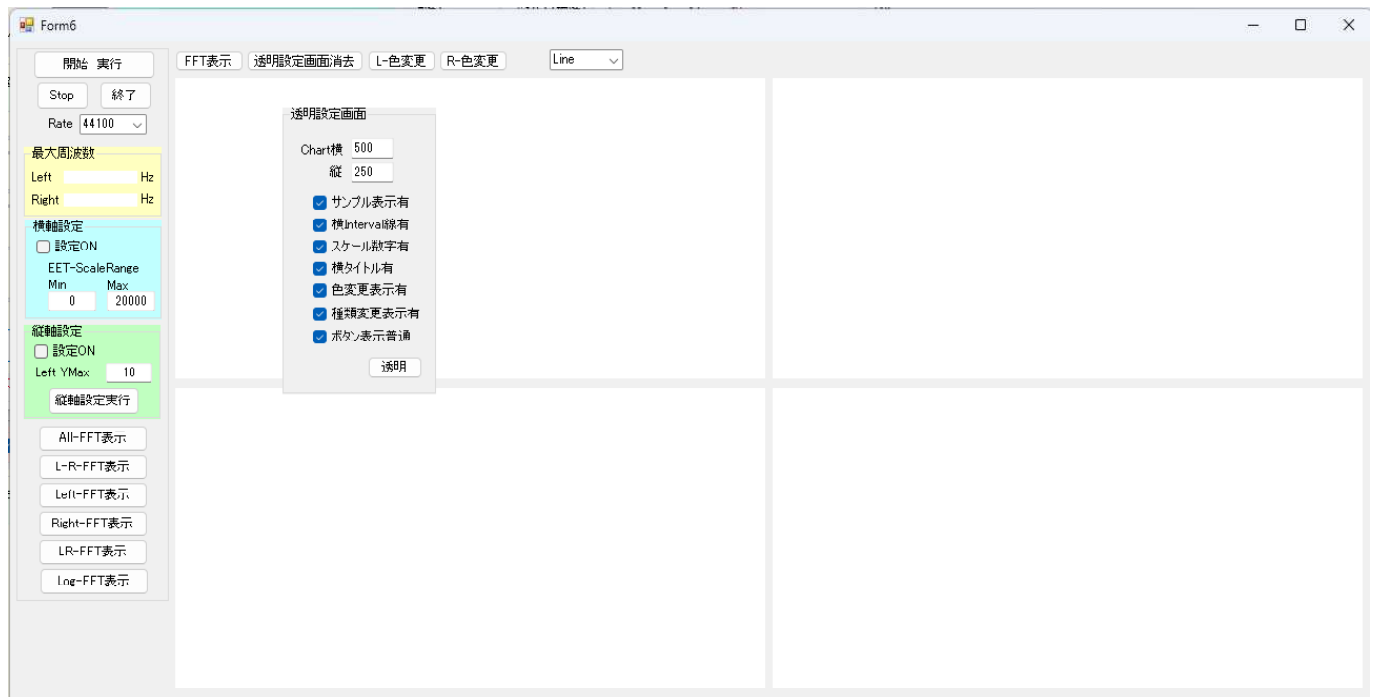 Form6
開始 実行
Stop 終了
Rate 44100
最大周波数
Left Hz
Right Hz
横軸設定
設定ON
EET-ScaleRange
Min Max
0 20000
縦軸設定
設定ON
Left YMax 10
縦軸設定実行
All-FFT表示
L-R-FFT表示
Left-FFT表示
Right-FFT表示
LR-FFT表示
Log-FFT表示
FFT表示 透明設定画面消去 L-色変更 R-色変更 Line
透明設定画面
Chart横 500
縦 250
サンプル表示有
横Interval線有
スケール数字有
横タイトル有
色変更表示有
種類変更表示有
ボタン表示普通
透明